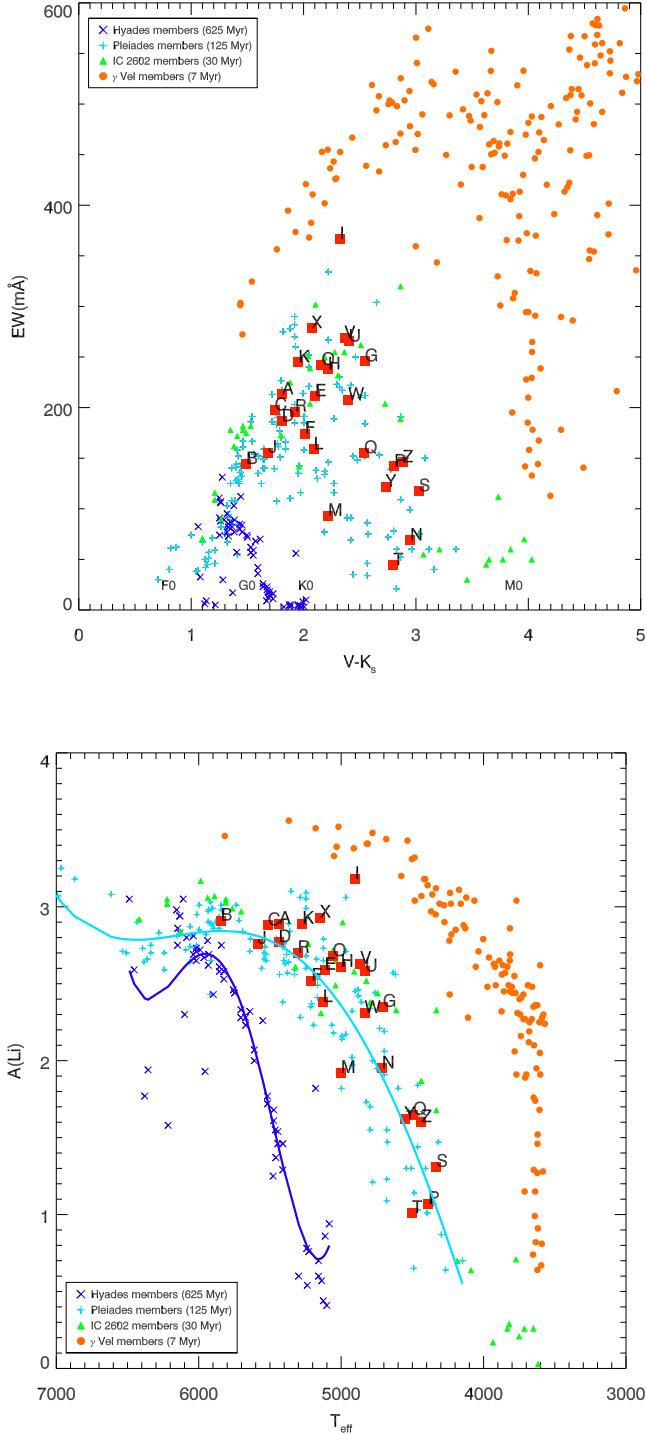 600
Hyades members (625 Myr)
Pleiades members (125 Myr)
IC 2602 members (30 Myr)
γ Vel members (7 Myr)
I
400
EW(mÅ)
X
V
U
K
O
H
G
A
E
W
200
C
R
D
F
B
J
L
Q
P
Z
Y
S
M
N
T
F0
G0
K0
M0
0
0 1 2 3 4 5
V-Ks
4
I
3
B
C
A
K
X
J
D
R
O
E
H
V
U
F
L
W
G
2
A(Li)
M
N
Y
Q
Z
S
P
T
1
Hyades members (625 Myr)
Pleiades members (125 Myr)
IC 2602 members (30 Myr)
γ Vel members (7 Myr)
0
7000 6000 5000 4000 3000
Teff